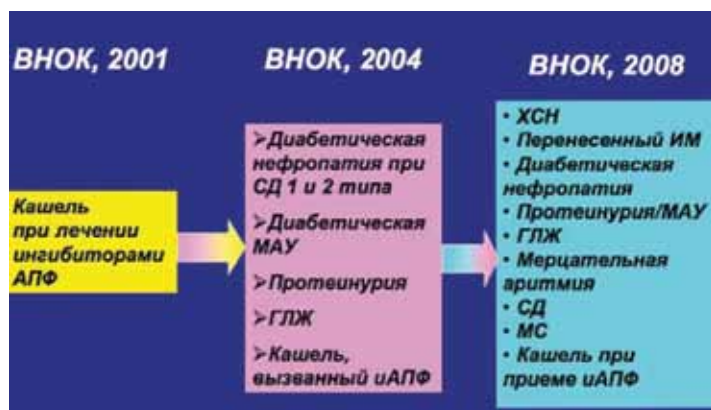 ВНОК, 2001
Кашель
при лечении
ингибиторами
АПФ
ВНОК, 2004
➢Диабетическая
нефропатия при
СД 1 и 2 типа
➢Диабетическая
МАУ
➢Протеинурия
➢ГЛЖ
➢Кашель,
вызванный иАПФ
ВНОК, 2008
• ХСН
• Перенесенный ИМ
• Диабетическая
нефропатия
• Протеинурия/МАУ
• ГЛЖ
• Мерцательная
аритмия
• СД
• МС
• Кашель при
приеме иАПФ